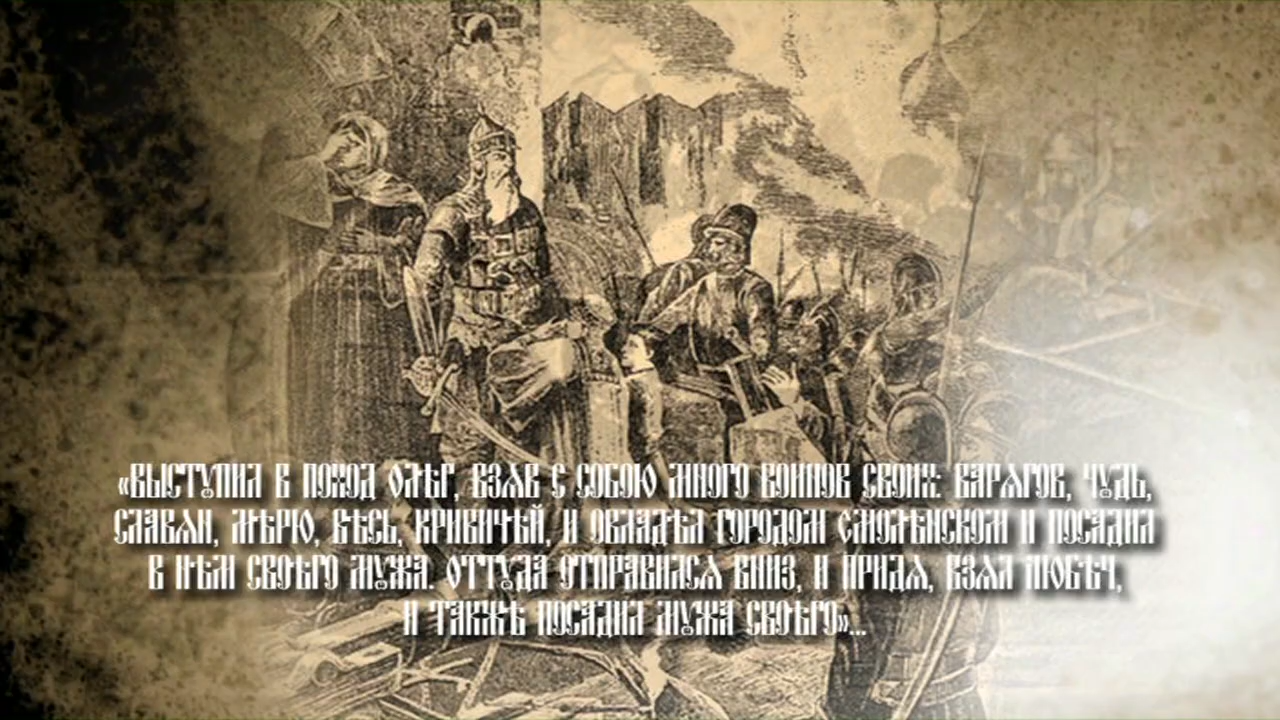 «ВЫСТУПИЛ В ПОХОД ОЛЕГ, ВЗЯВ С СОБОЮ МНОГО ВОИНОВ СВОИХ: ВАРЯГОВ, ЧУДЬ,
СЛАВЯН, МЕРЮ, ВЕСЬ, КРИВИЧЕЙ, И ОВЛАДЕЛ ГОРОДОМ СМОЛЕНСКОМ И ПОСАДИЛ
В НЕМ СВОЕГО МУЖА. ОТТУДА ОТПРАВИЛСЯ ВНИЗ, И ПРИДЯ, ВЗЯЛ ЛЮБЕЧ,
И ТАКЖЕ ПОСАДИЛ МУЖА СВОЕГО»...